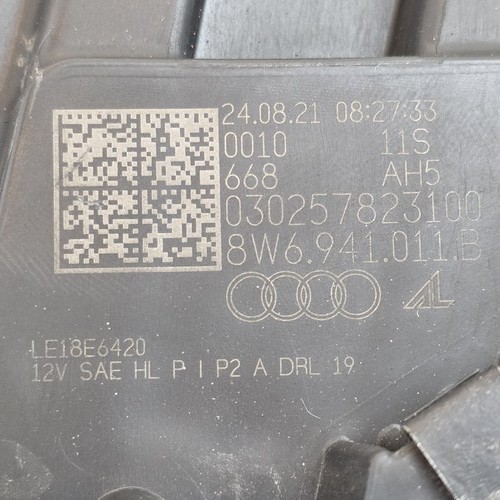 24.08.21 08:27:33
0010 11S
668 AH5
030257823100
8W6.941.011.B
AL
LE18E6420
12V SAE HL P I P2 A DRL 19